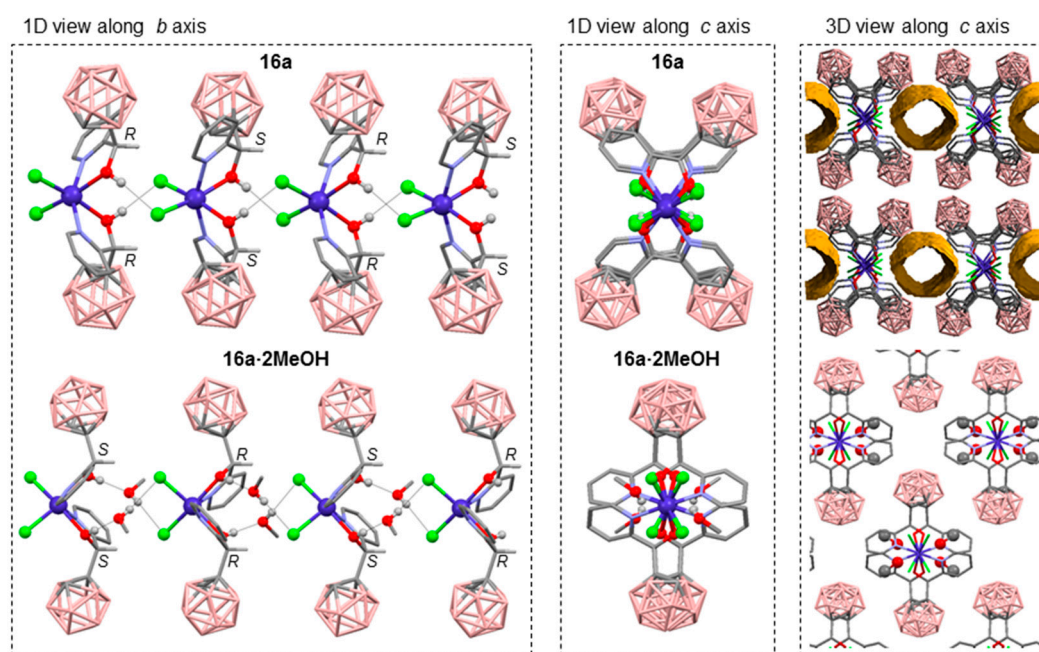 1D view along b axis
1D view along c axis
3D view along c axis
16a
16a
R
S
R
S
R
S
R
S
16a·2MeOH
16a·2MeOH
S
R
S
R
S
R
S
R